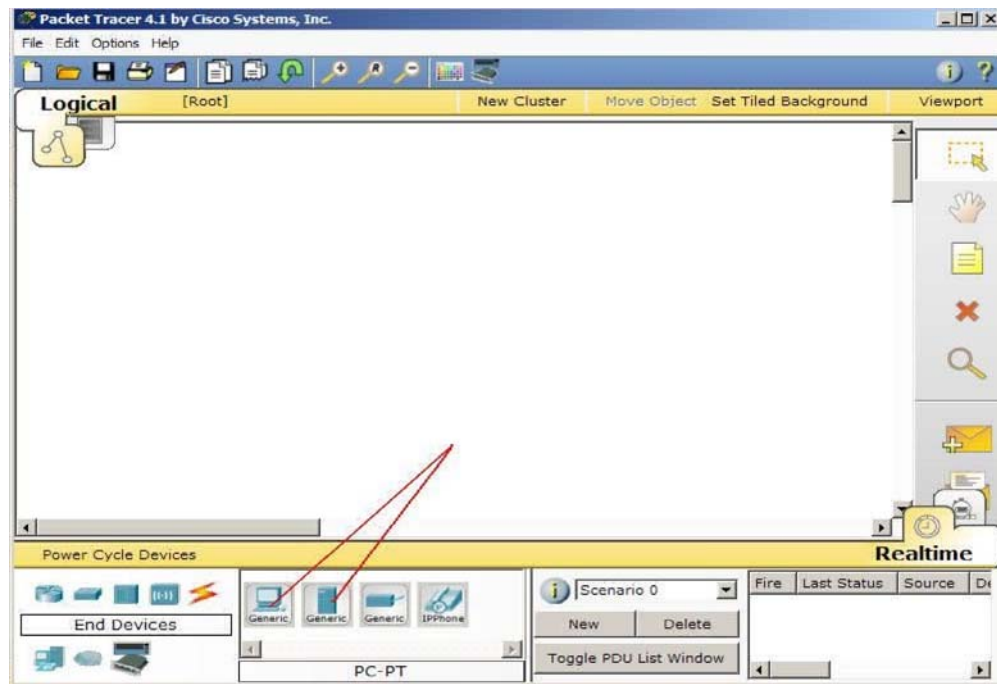 Packet Tracer 4.1 by Cisco Systems, Inc.
File Edit Options Help
Logical [Root] New Cluster Move Object Set Tiled Background Viewport
Power Cycle Devices Realtime
End Devices
Generic Generic Generic IPPhone
PC-PT
Scenario 0
New Delete
Toggle PDU List Window
Fire Last Status Source De